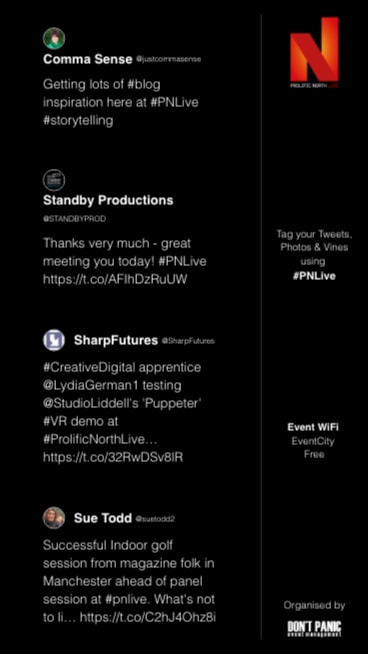 Comma Sense @justcommasense
Getting lots of #blog
inspiration here at #PNLive
#storytelling
Standby Productions
@STANDBYPROD
Thanks very much - great
meeting you today! #PNLive
https://t.co/AFlhDzRuUW
SharpFutures @SharpFutures
#CreativeDigital apprentice
@LydiaGerman1 testing
@StudioLiddell's 'Puppeter'
#VR demo at
#ProlificNorthLive...
https://t.co/32RwDSv8lR
Sue Todd @suetodd2
Successful Indoor golf
session from magazine folk in
Manchester ahead of panel
session at #pnlive. What's not
to li... https://t.co/C2hJ4Ohz8i
N
PROLIFIC NORTH LIVE
Tag your Tweets,
Photos & Vines
using
#PNLive
Event WiFi
EventCity
Free
Organised by
DON'T PANIC
event management